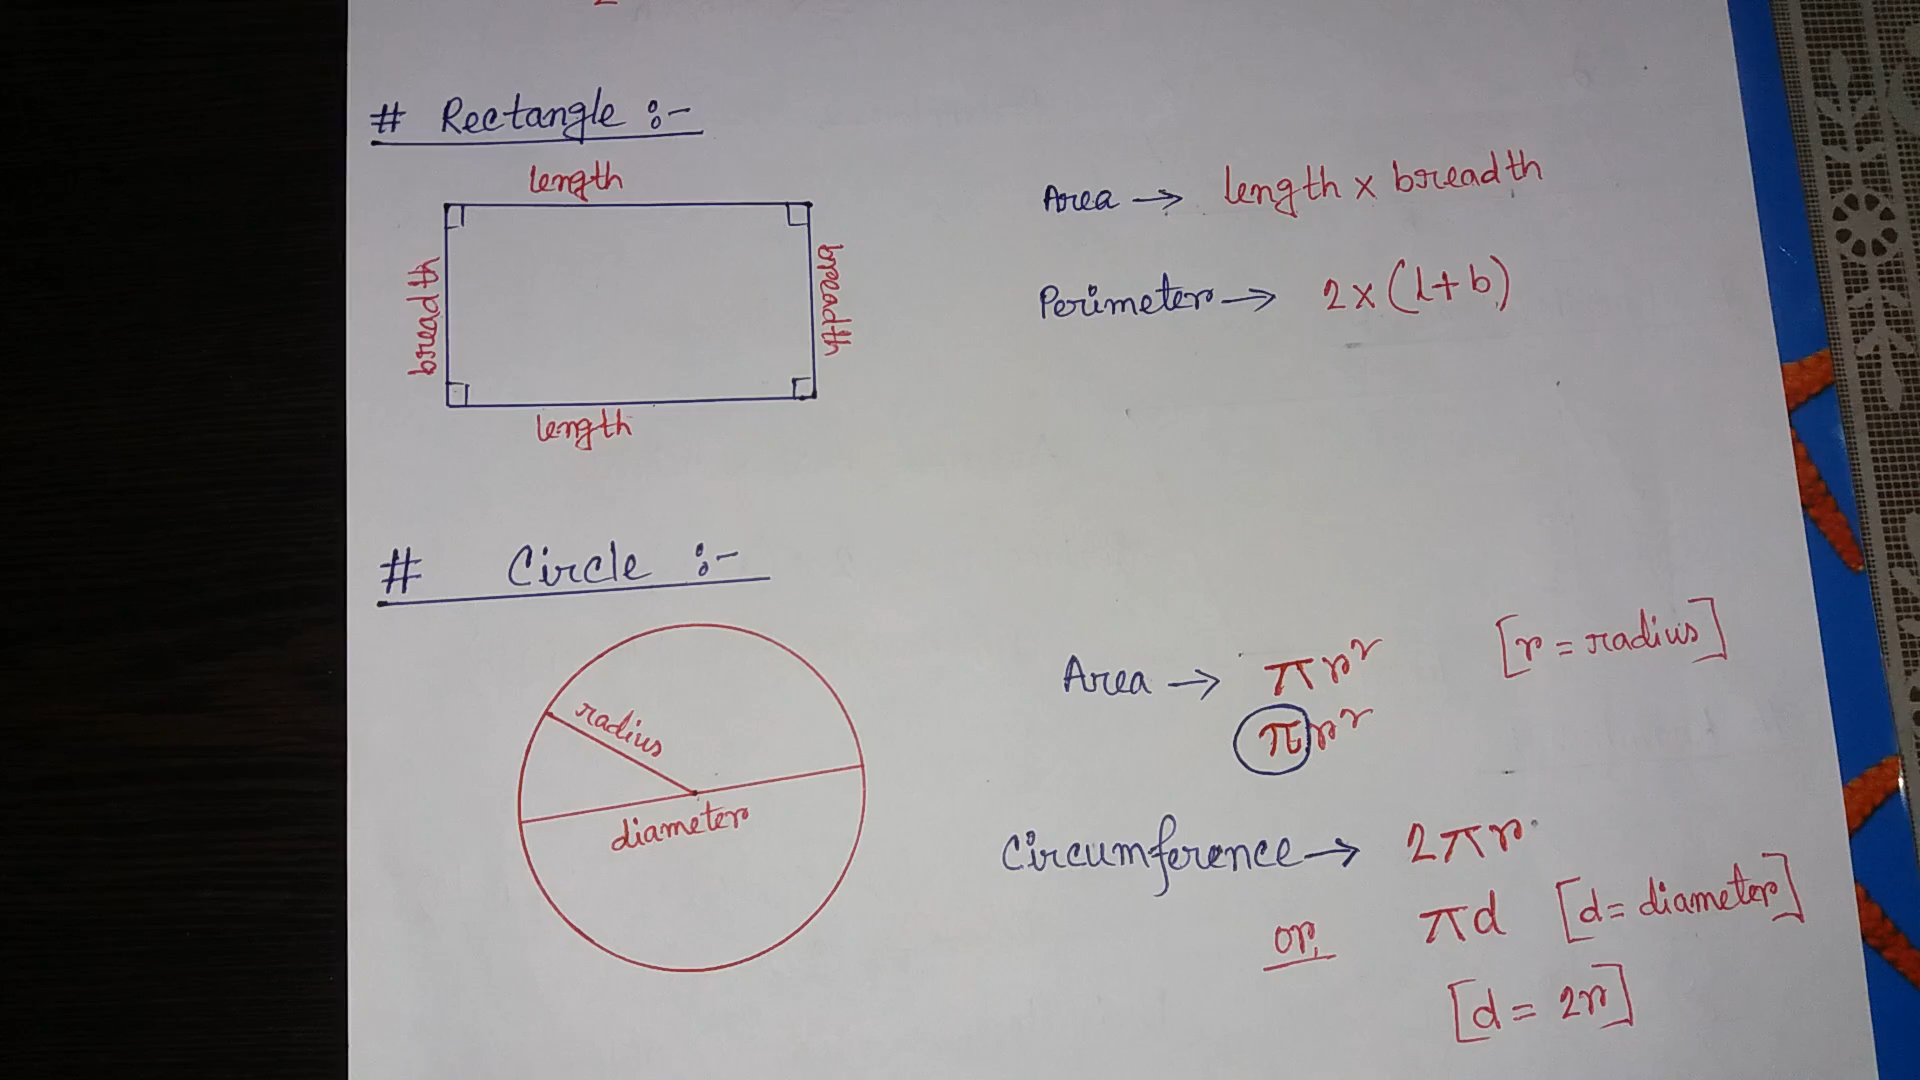 # Rectangle :-
length
breadth
breadth
length
Area → length x breadth
Perimeter → 2 x (l+b)
# Circle :-
radius
diameter
Area → πr² [r = radius]
πr²
Circumference → 2πr
or, πd [d= diameter]
[d = 2r]